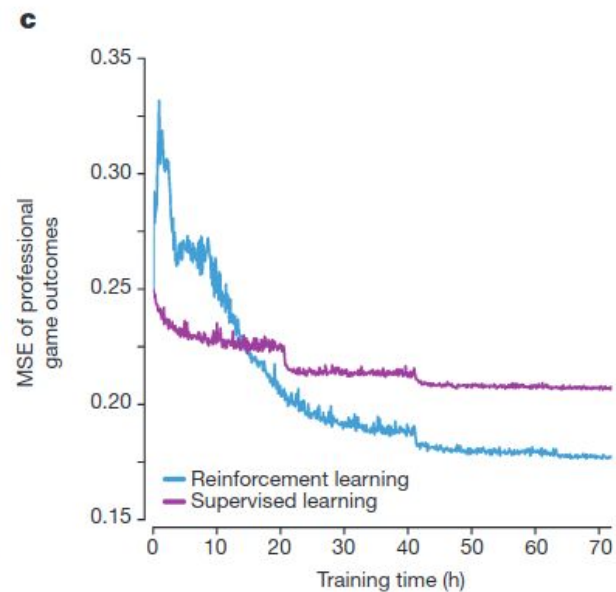 c
0.35
0.30
0.25
0.20
0.15
MSE of professional
game outcomes
Reinforcement learning
Supervised learning
0 10 20 30 40 50 60 70
Training time (h)